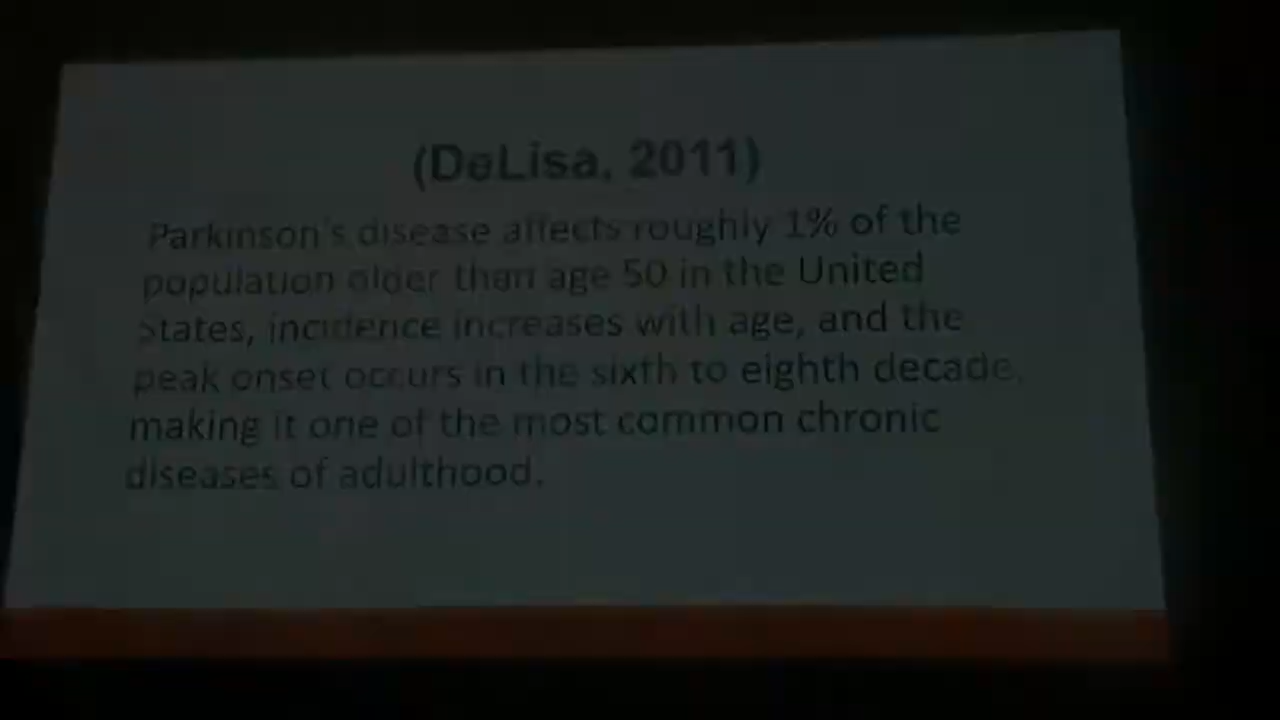 (DeLisa, 2011)
Parkinson's disease affects roughly 1% of the
population older than age 50 in the United
States, incidence increases with age, and the
peak onset occurs in the sixth to eighth decade,
making it one of the most common chronic
diseases of adulthood.